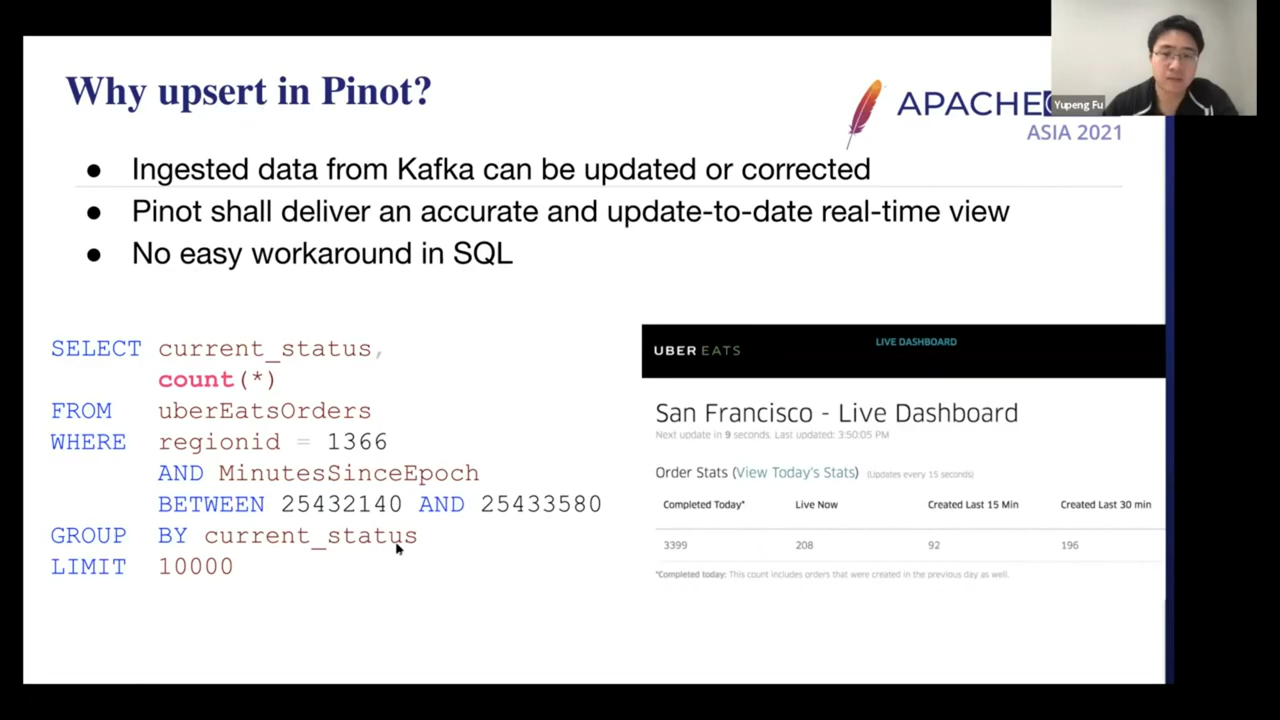 Why upsert in Pinot?
APACHE
ASIA 2021
Yupeng Fu
● Ingested data from Kafka can be updated or corrected
● Pinot shall deliver an accurate and update-to-date real-time view
● No easy workaround in SQL
SELECT current_status,
count(*)
FROM uberEatsOrders
WHERE regionid = 1366
AND MinutesSinceEpoch
BETWEEN 25432140 AND 25433580
GROUP BY current_status
LIMIT 10000
UBER EATS
LIVE DASHBOARD
San Francisco - Live Dashboard
Next update in 9 seconds. Last updated: 3:50:05 PM
Order Stats (View Today's Stats) (Updates every 15 seconds)
Completed Today* Live Now Created Last 15 Min Created Last 30 min
3399 208 92 196
*Completed today: This count includes orders that were created in the previous day as well.